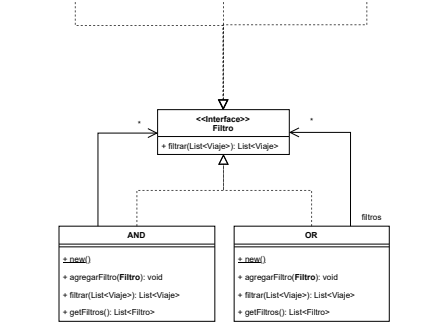 <<Interface>>
Filtro
+ filtrar(List<Viaje>): List<Viaje>
*
*
filtros
AND
+ new()
+ agregarFiltro(Filtro): void
+ filtrar(List<Viaje>): List<Viaje>
+ getFiltros(): List<Filtro>
OR
+ new()
+ agregarFiltro(Filtro): void
+ filtrar(List<Viaje>): List<Viaje>
+ getFiltros(): List<Filtro>